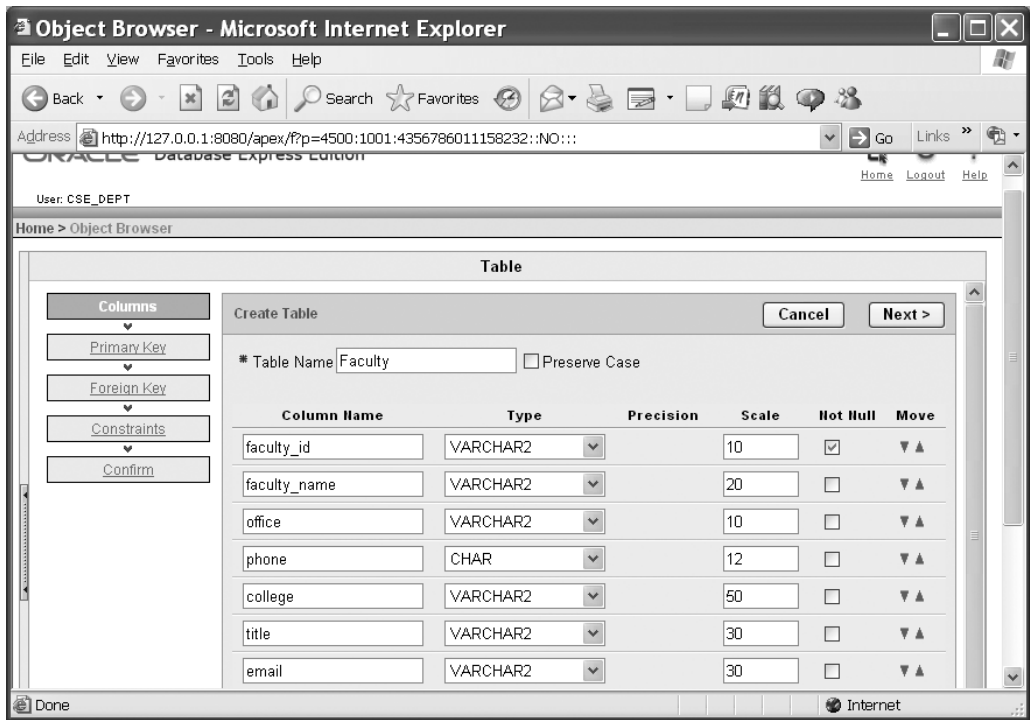 Object Browser - Microsoft Internet Explorer
File Edit View Favorites Tools Help
Back Search Favorites
Address http://127.0.0.1:8080/apex/f?p=4500:1001:4356786011158232::NO::: Go Links »
ORACLE Database Express Edition
Home Logout Help
User: CSE_DEPT
Home > Object Browser
Table
Columns
Primary Key
Foreign Key
Constraints
Confirm
Create Table Cancel Next >
* Table Name Faculty Preserve Case
Column Name Type Precision Scale Not Null Move
faculty_id VARCHAR2 10
faculty_name VARCHAR2 20
office VARCHAR2 10
phone CHAR 12
college VARCHAR2 50
title VARCHAR2 30
email VARCHAR2 30
Done Internet